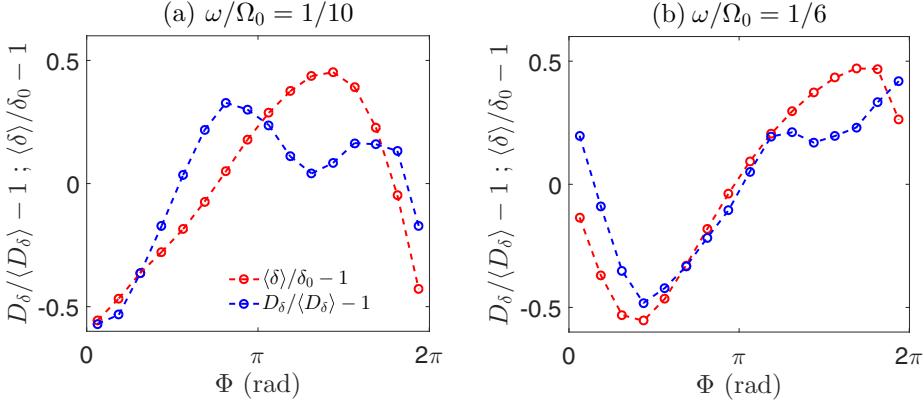 (a) ω/Ω₀ = 1/10
D_δ/⟨D_δ⟩ − 1 ; ⟨δ⟩/δ₀ − 1
0.5
0
-0.5
⟨δ⟩/δ₀ − 1
D_δ/⟨D_δ⟩ − 1
0
π
2π
Φ (rad)
(b) ω/Ω₀ = 1/6
D_δ/⟨D_δ⟩ − 1 ; ⟨δ⟩/δ₀ − 1
0.5
0
-0.5
0
π
2π
Φ (rad)